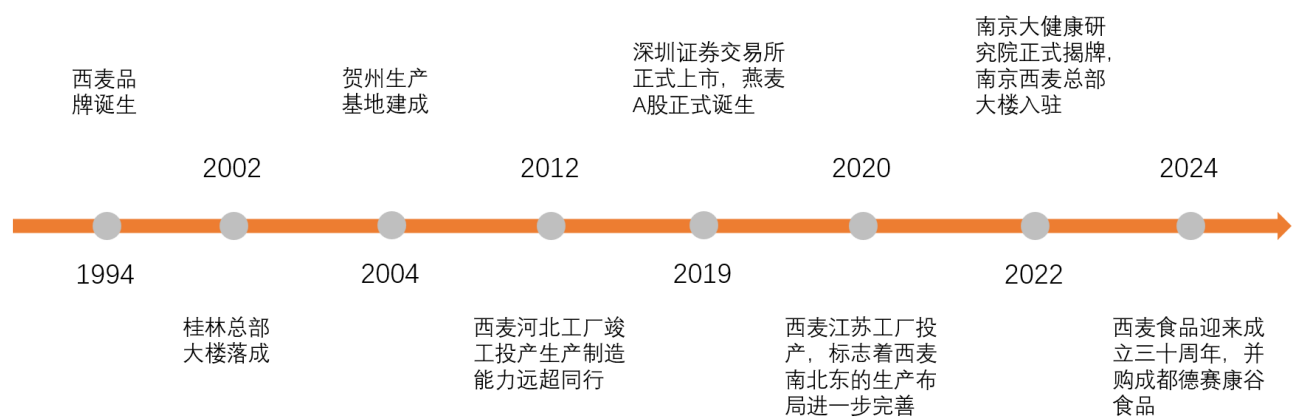 西麦品
牌诞生
1994
2002
桂林总部
大楼落成
贺州生产
基地建成
2004
2012
西麦河北工厂竣
工投产生产制造
能力远超同行
深圳证券交易所
正式上市，燕麦
A股正式诞生
2019
2020
西麦江苏工厂投
产，标志着西麦
南北东的生产布
局进一步完善
南京大健康研
究院正式揭牌，
南京西麦总部
大楼入驻
2022
2024
西麦食品迎来成
立三十周年，并
购成都德赛康谷
食品